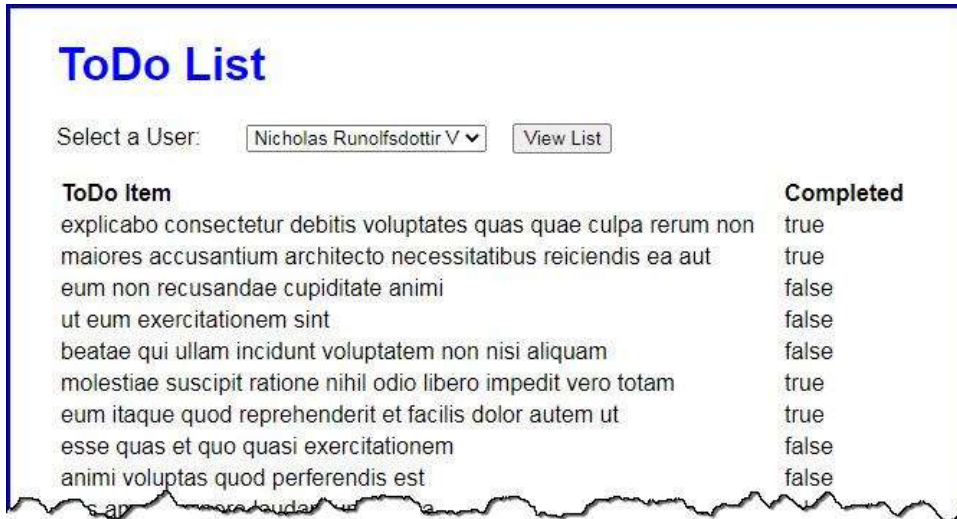 ToDo List
Select a User: Nicholas Runolfsdottir V View List
ToDo Item Completed
explicabo consectetur debitis voluptates quas quae culpa rerum non true
maiores accusantium architecto necessitatibus reiciendis ea aut true
eum non recusandae cupiditate animi false
ut eum exercitationem sint false
beatae qui ullam incidunt voluptatem non nisi aliquam false
molestiae suscipit ratione nihil odio libero impedit vero totam true
eum itaque quod reprehenderit et facilis dolor autem ut true
esse quas et quo quasi exercitationem false
animi voluptas quod perferendis est false